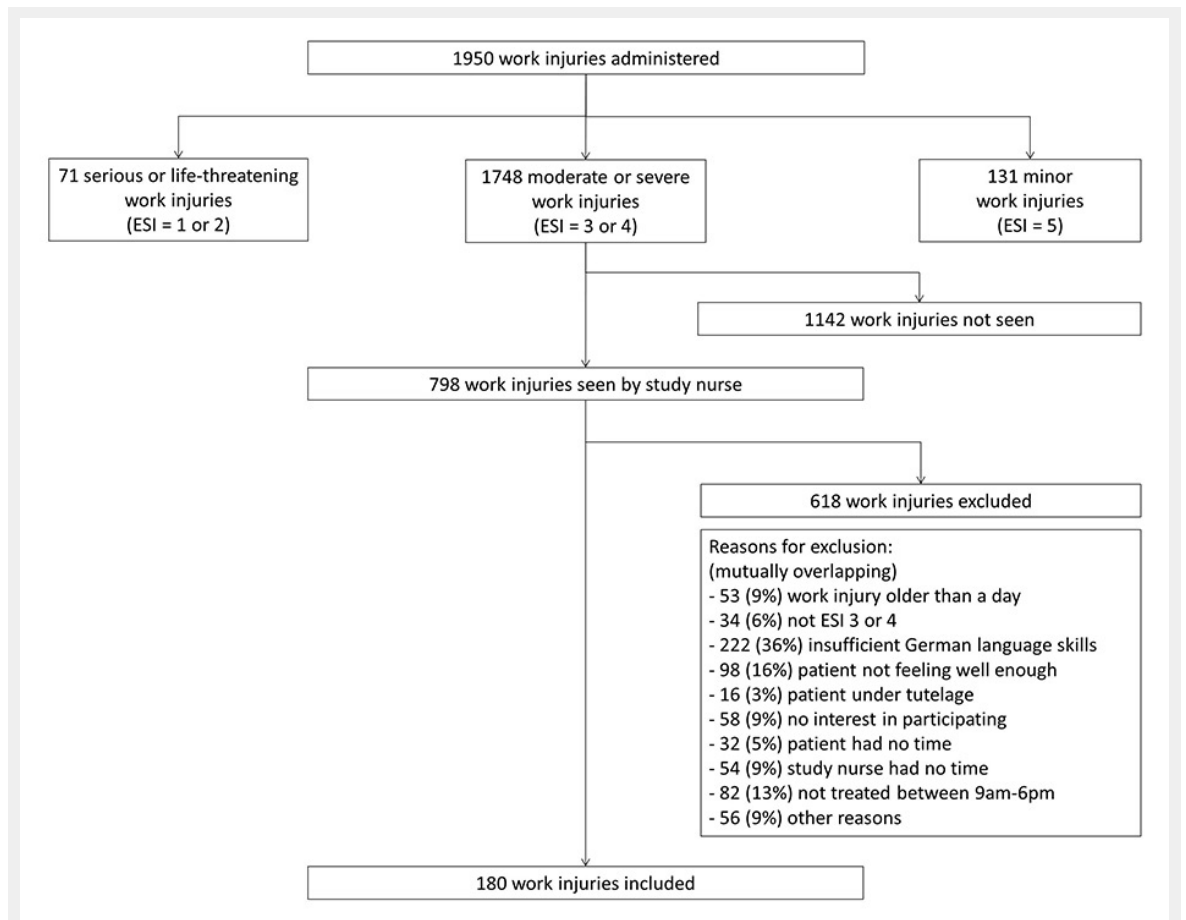 1950 work injuries administered
71 serious or life-threatening
work injuries
(ESI = 1 or 2)
1748 moderate or severe
work injuries
(ESI = 3 or 4)
131 minor
work injuries
(ESI = 5)
1142 work injuries not seen
798 work injuries seen by study nurse
618 work injuries excluded
Reasons for exclusion:
(mutually overlapping)
- 53 (9%) work injury older than a day
- 34 (6%) not ESI 3 or 4
- 222 (36%) insufficient German language skills
- 98 (16%) patient not feeling well enough
- 16 (3%) patient under tutelage
- 58 (9%) no interest in participating
- 32 (5%) patient had no time
- 54 (9%) study nurse had no time
- 82 (13%) not treated between 9am-6pm
- 56 (9%) other reasons
180 work injuries included